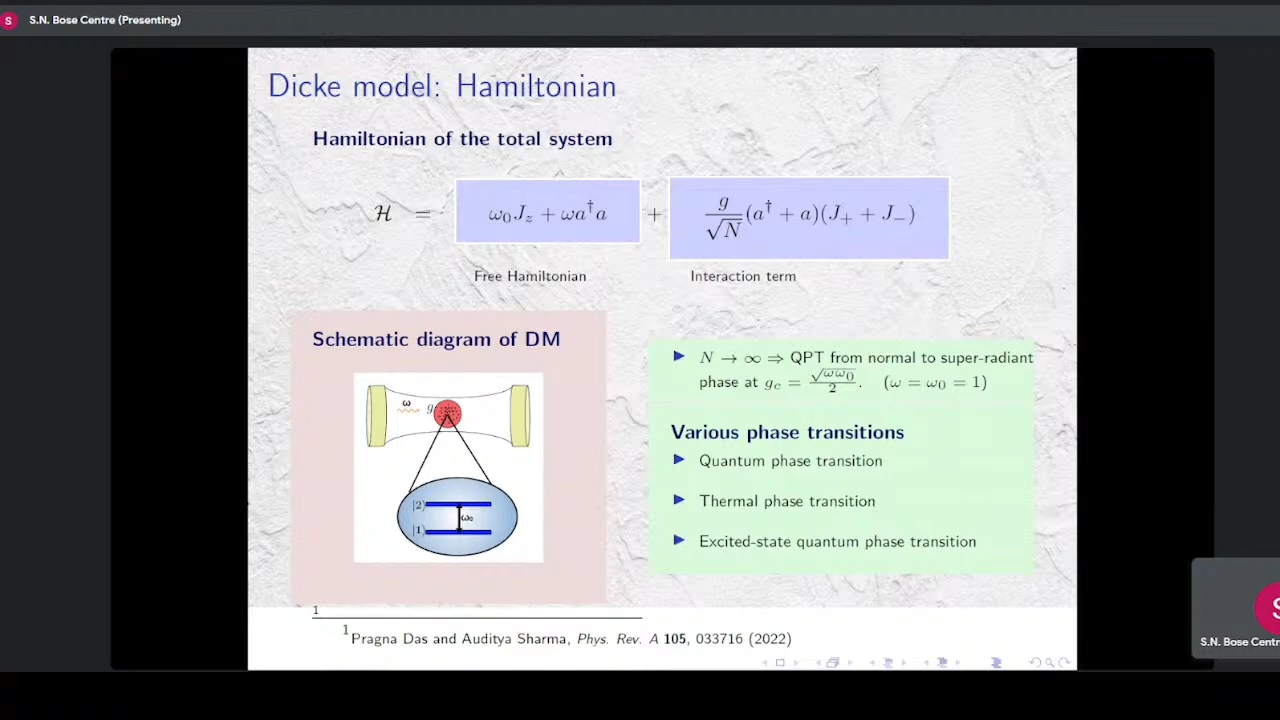 S
S.N. Bose Centre (Presenting)
Dicke model: Hamiltonian
Hamiltonian of the total system
ℋ = ω₀J_z + ωa†a + g/√N (a† + a)(J₊ + J₋)
Free Hamiltonian
Interaction term
Schematic diagram of DM
ω
g
|2⟩
ω₀
|1⟩
▶ N → ∞ ⇒ QPT from normal to super-radiant
phase at g_c = √ωω₀/2. (ω = ω₀ = 1)
Various phase transitions
▶ Quantum phase transition
▶ Thermal phase transition
▶ Excited-state quantum phase transition
1
¹Pragna Das and Auditya Sharma, Phys. Rev. A 105, 033716 (2022)
S
S.N. Bose Centr